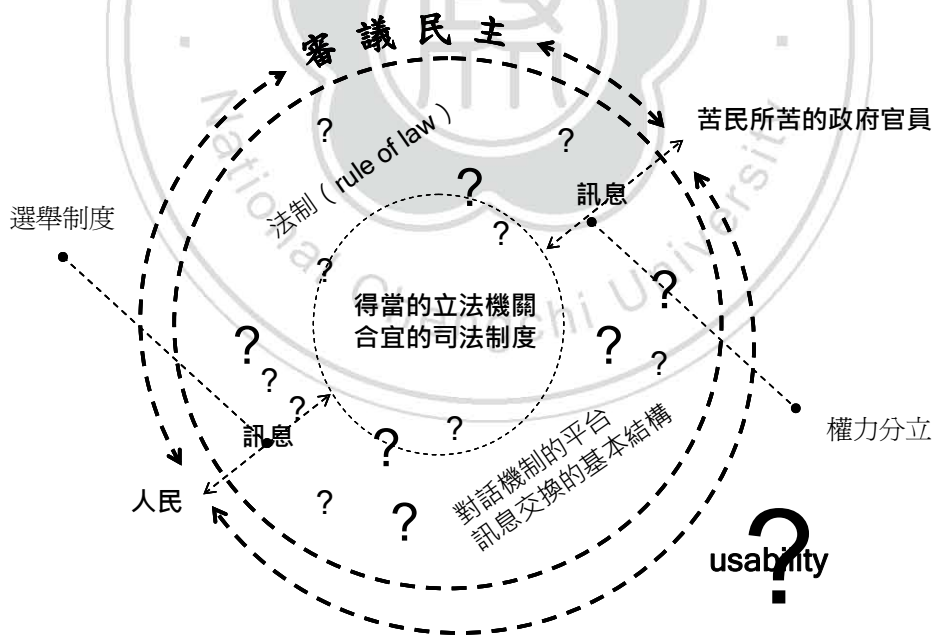 審議民主
苦民所苦的政府官員
法制（rule of law）
?
?
?
訊息
選舉制度
?
?
得當的立法機關
合宜的司法制度
?
?
?
?
?
?
訊息
?
?
權力分立
人民
對話機制的平台
訊息交換的基本結構
?
?
?
usability
National Chengchi University